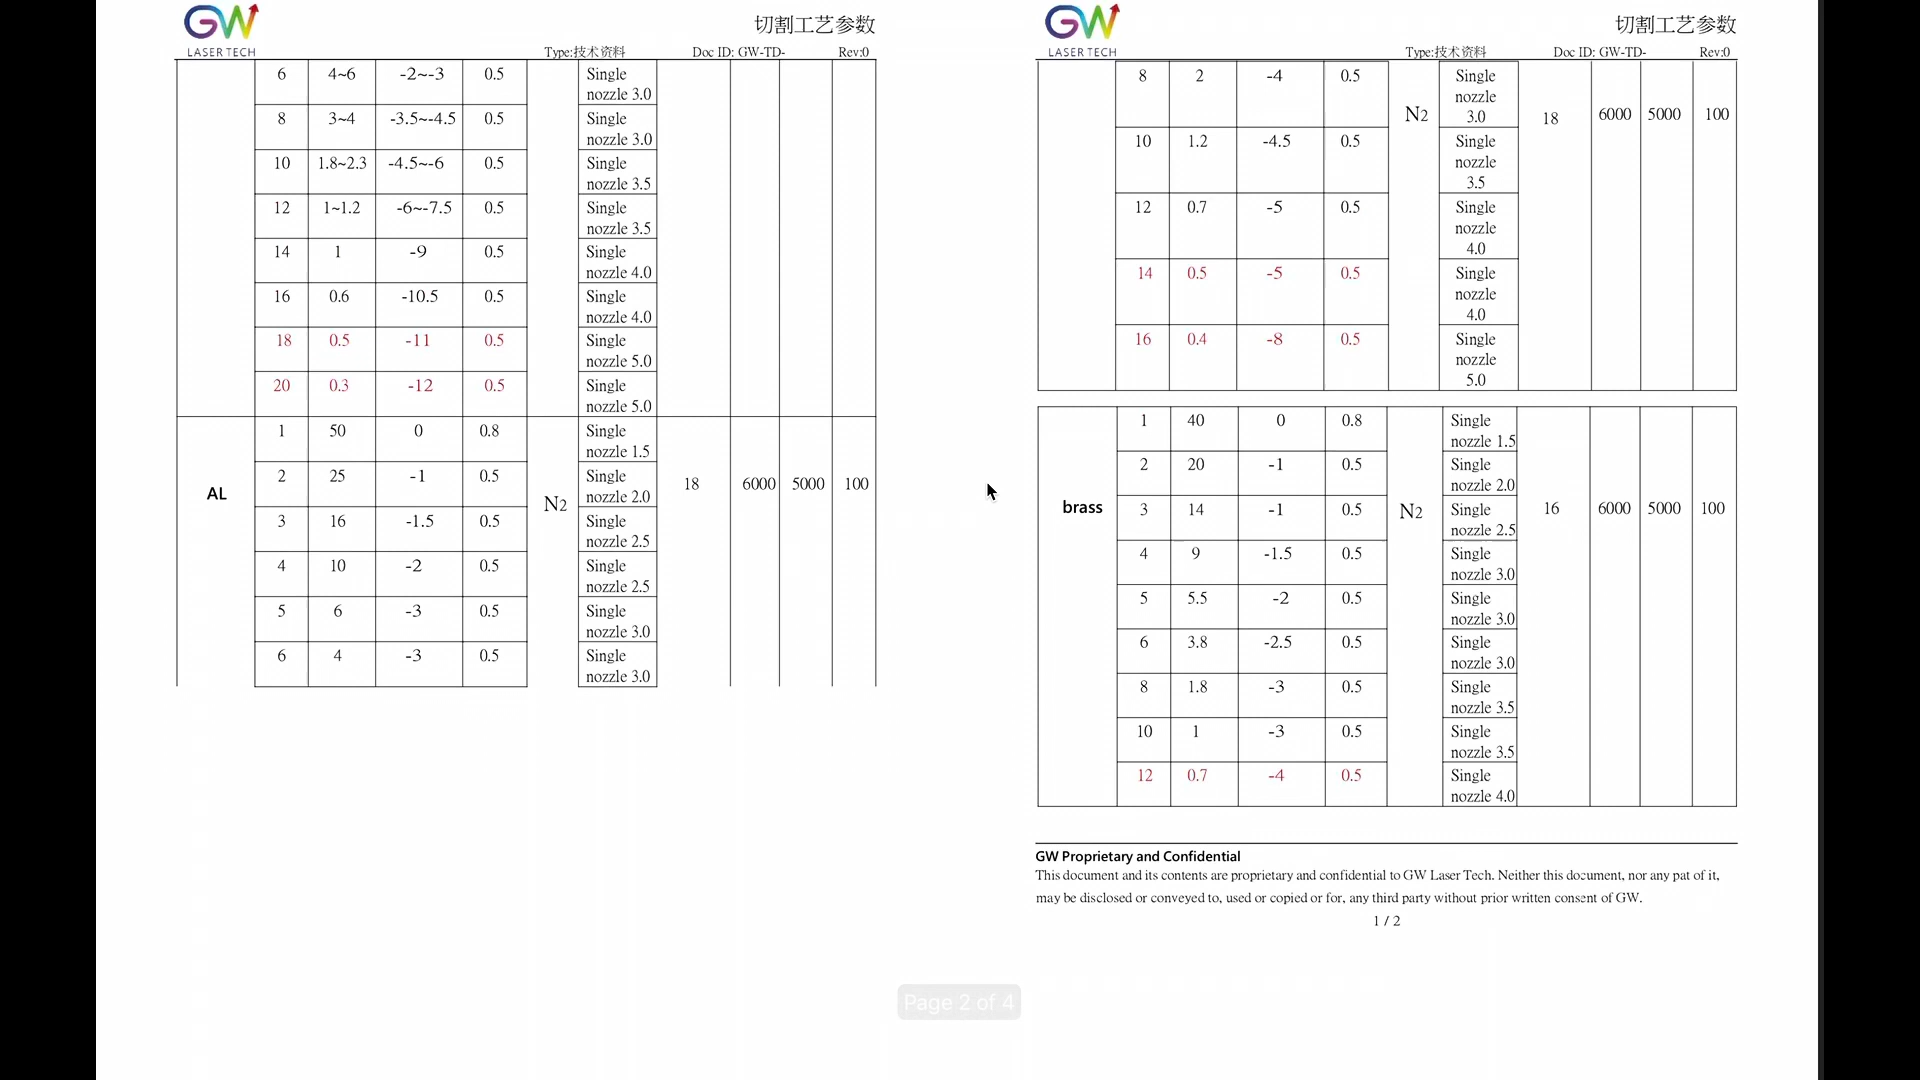 GW
LASER TECH
切割工艺参数
Type:技术资料 Doc ID: GW-TD- Rev:0
6 4~6 -2~-3 0.5 Single nozzle 3.0
8 3~4 -3.5~-4.5 0.5 Single nozzle 3.0
10 1.8~2.3 -4.5~-6 0.5 Single nozzle 3.5
12 1~1.2 -6~-7.5 0.5 Single nozzle 3.5
14 1 -9 0.5 Single nozzle 4.0
16 0.6 -10.5 0.5 Single nozzle 4.0
18 0.5 -11 0.5 Single nozzle 5.0
20 0.3 -12 0.5 Single nozzle 5.0
AL N2 18 6000 5000 100
1 50 0 0.8 Single nozzle 1.5
2 25 -1 0.5 Single nozzle 2.0
3 16 -1.5 0.5 Single nozzle 2.5
4 10 -2 0.5 Single nozzle 2.5
5 6 -3 0.5 Single nozzle 3.0
6 4 -3 0.5 Single nozzle 3.0
GW
LASER TECH
切割工艺参数
Type:技术资料 Doc ID: GW-TD- Rev:0
N2 18 6000 5000 100
8 2 -4 0.5 Single nozzle 3.0
10 1.2 -4.5 0.5 Single nozzle 3.5
12 0.7 -5 0.5 Single nozzle 4.0
14 0.5 -5 0.5 Single nozzle 4.0
16 0.4 -8 0.5 Single nozzle 5.0
brass N2 16 6000 5000 100
1 40 0 0.8 Single nozzle 1.5
2 20 -1 0.5 Single nozzle 2.0
3 14 -1 0.5 Single nozzle 2.5
4 9 -1.5 0.5 Single nozzle 3.0
5 5.5 -2 0.5 Single nozzle 3.0
6 3.8 -2.5 0.5 Single nozzle 3.0
8 1.8 -3 0.5 Single nozzle 3.5
10 1 -3 0.5 Single nozzle 3.5
12 0.7 -4 0.5 Single nozzle 4.0
GW Proprietary and Confidential
This document and its contents are proprietary and confidential to GW Laser Tech. Neither this document, nor any pat of it,
may be disclosed or conveyed to, used or copied or for, any third party without prior written consent of GW.
1 / 2
Page 2 of 4